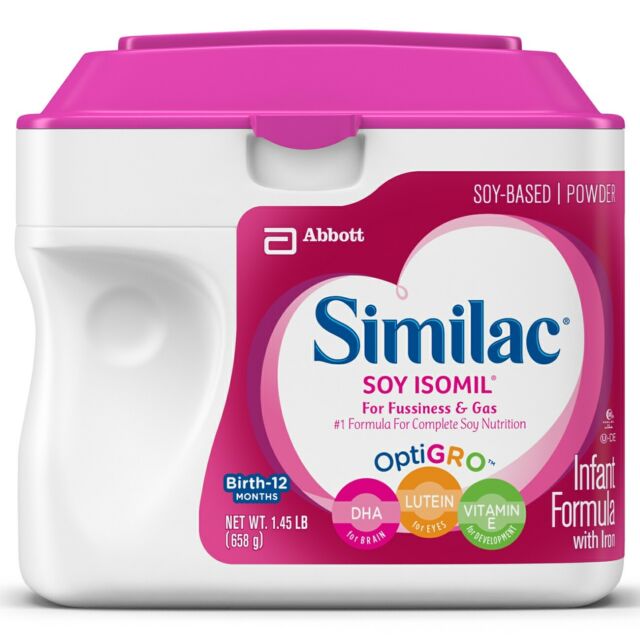 SOY-BASED | POWDER
Abbott
Similac®
SOY ISOMIL®
For Fussiness & Gas
#1 Formula For Complete Soy Nutrition
OptiGRO™
Birth-12
MONTHS
DHA
for BRAIN
LUTEIN
for EYES
VITAMIN
E
for DEVELOPMENT
NET WT. 1.45 LB
(658 g)
U-DE
Infant
Formula
with Iron